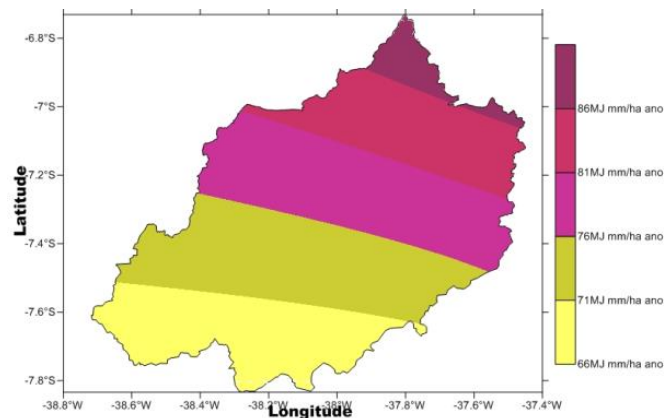 -6.8°S
-7°S
-7.2°S
-7.4°S
-7.6°S
-7.8°S
Latitude
-38.8°W -38.6°W -38.4°W -38.2°W -38°W -37.8°W -37.6°W -37.4°W
Longitude
86MJ mm/ha ano
81MJ mm/ha ano
76MJ mm/ha ano
71MJ mm/ha ano
66MJ mm/ha ano